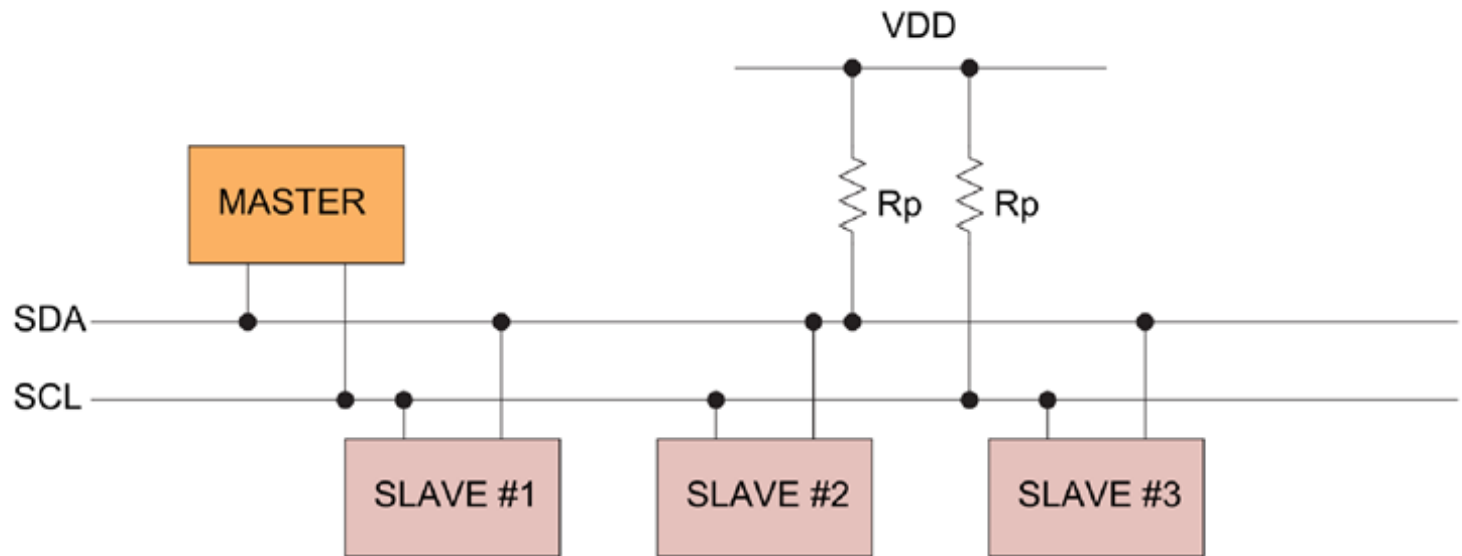 VDD
MASTER
Rp
Rp
SDA
SCL
SLAVE #1
SLAVE #2
SLAVE #3